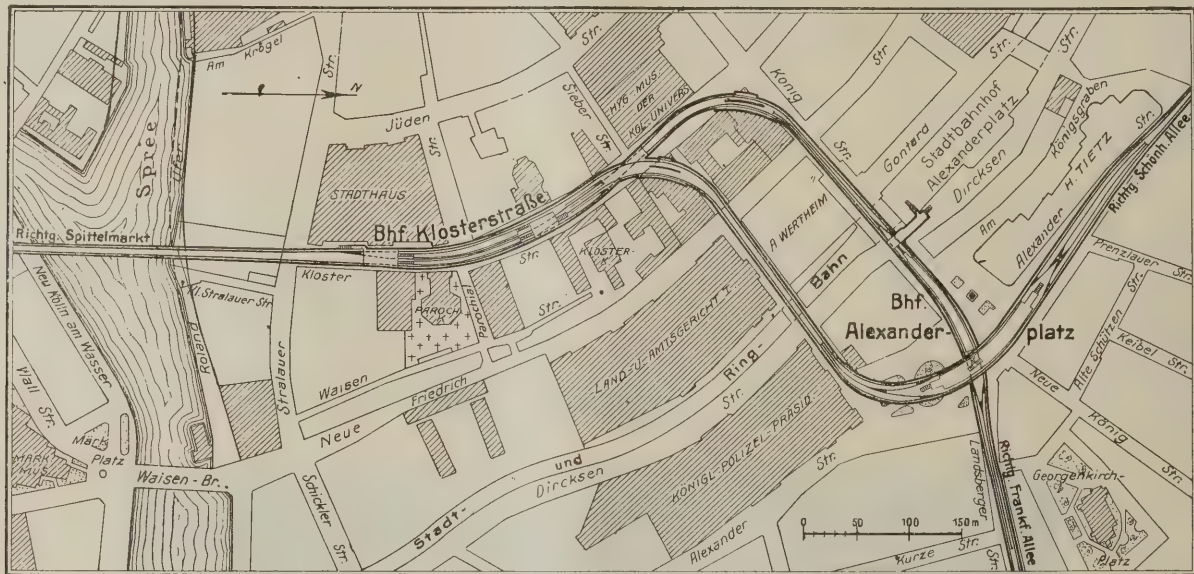 Am Krögel
Str.
Str.
Sieber Str.
HYG. MUS. DER KGL. UNIVERS.
König
Str.
Str.
Gontard
Stadtbahnhof
Alexanderplatz
Dircksen
Königsgraben
Am
H. TIETZ
Str.
Richtg. Schönh. Allee
N
Jüden
Str.
Spree
Ufer
STADTHAUS
Bhf. Klosterstraße
Richtg. Spittelmarkt
Kloster
Str.
KLOSTER-
A. WERTHEIM
Bahn
Alexander
Prenzlauer Str.
Kl. Stralauer Str.
Parochial
PAROCH.
Str.
Bhf.
Alexander-
platz
Neu Kölln am Wasser
Wall
Str.
Roland
Stralauer
Waisen
Neue
Friedrich
LAND- u. AMTSGERICHT I.
Ring-
Str.
Alte Schützen
Keibel Str.
Neue
König
Str.
Märk.
Platz
MÄRK.
MUS.
Waisen-Br.
Schickler
Str.
Stadt-
und
Dircksen
KÖNIGL. POLIZEI-PRÄSID.
Str.
Alexander
Landsberger
Str.
Richtg. Frankf. Allee
Georgenkirch-
Platz
0 50 100 150 m
Kurze Str.